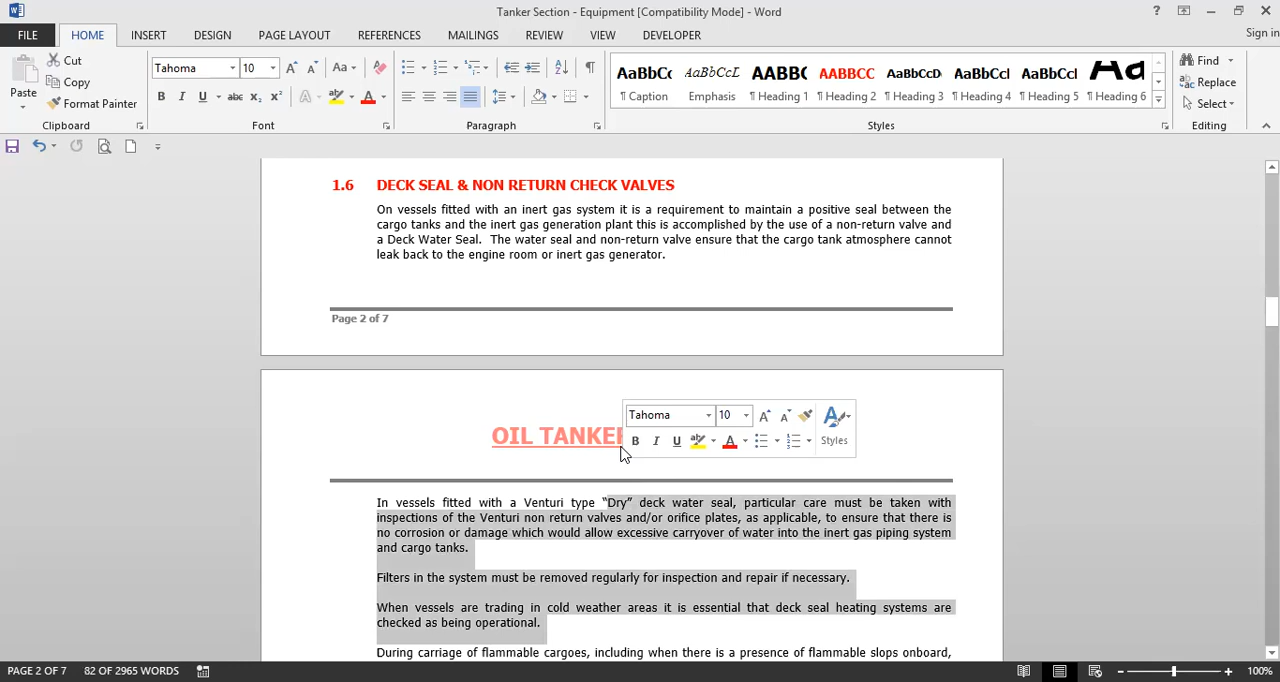 Tanker Section - Equipment [Compatibility Mode] - Word
?
FILE HOME INSERT DESIGN PAGE LAYOUT REFERENCES MAILINGS REVIEW VIEW DEVELOPER Sign in
Paste
Cut
Copy
Format Painter
Clipboard
Tahoma 10
Font
Paragraph
AaBbCc AaBbCcL AABBC AABBCC AaBbCcD AaBbCcI AaBbCcI Aa
¶ Caption Emphasis ¶ Heading 1 ¶ Heading 2 ¶ Heading 3 ¶ Heading 4 ¶ Heading 5 ¶ Heading 6
Styles
Find
Replace
Select
Editing
1.6 DECK SEAL & NON RETURN CHECK VALVES
On vessels fitted with an inert gas system it is a requirement to maintain a positive seal between the
cargo tanks and the inert gas generation plant this is accomplished by the use of a non-return valve and
a Deck Water Seal. The water seal and non-return valve ensure that the cargo tank atmosphere cannot
leak back to the engine room or inert gas generator.
Page 2 of 7
OIL TANKER
Tahoma 10
Styles
In vessels fitted with a Venturi type “Dry” deck water seal, particular care must be taken with
inspections of the Venturi non return valves and/or orifice plates, as applicable, to ensure that there is
no corrosion or damage which would allow excessive carryover of water into the inert gas piping system
and cargo tanks.
Filters in the system must be removed regularly for inspection and repair if necessary.
When vessels are trading in cold weather areas it is essential that deck seal heating systems are
checked as being operational.
During carriage of flammable cargoes, including when there is a presence of flammable slops onboard,
PAGE 2 OF 7 82 OF 2965 WORDS 100%